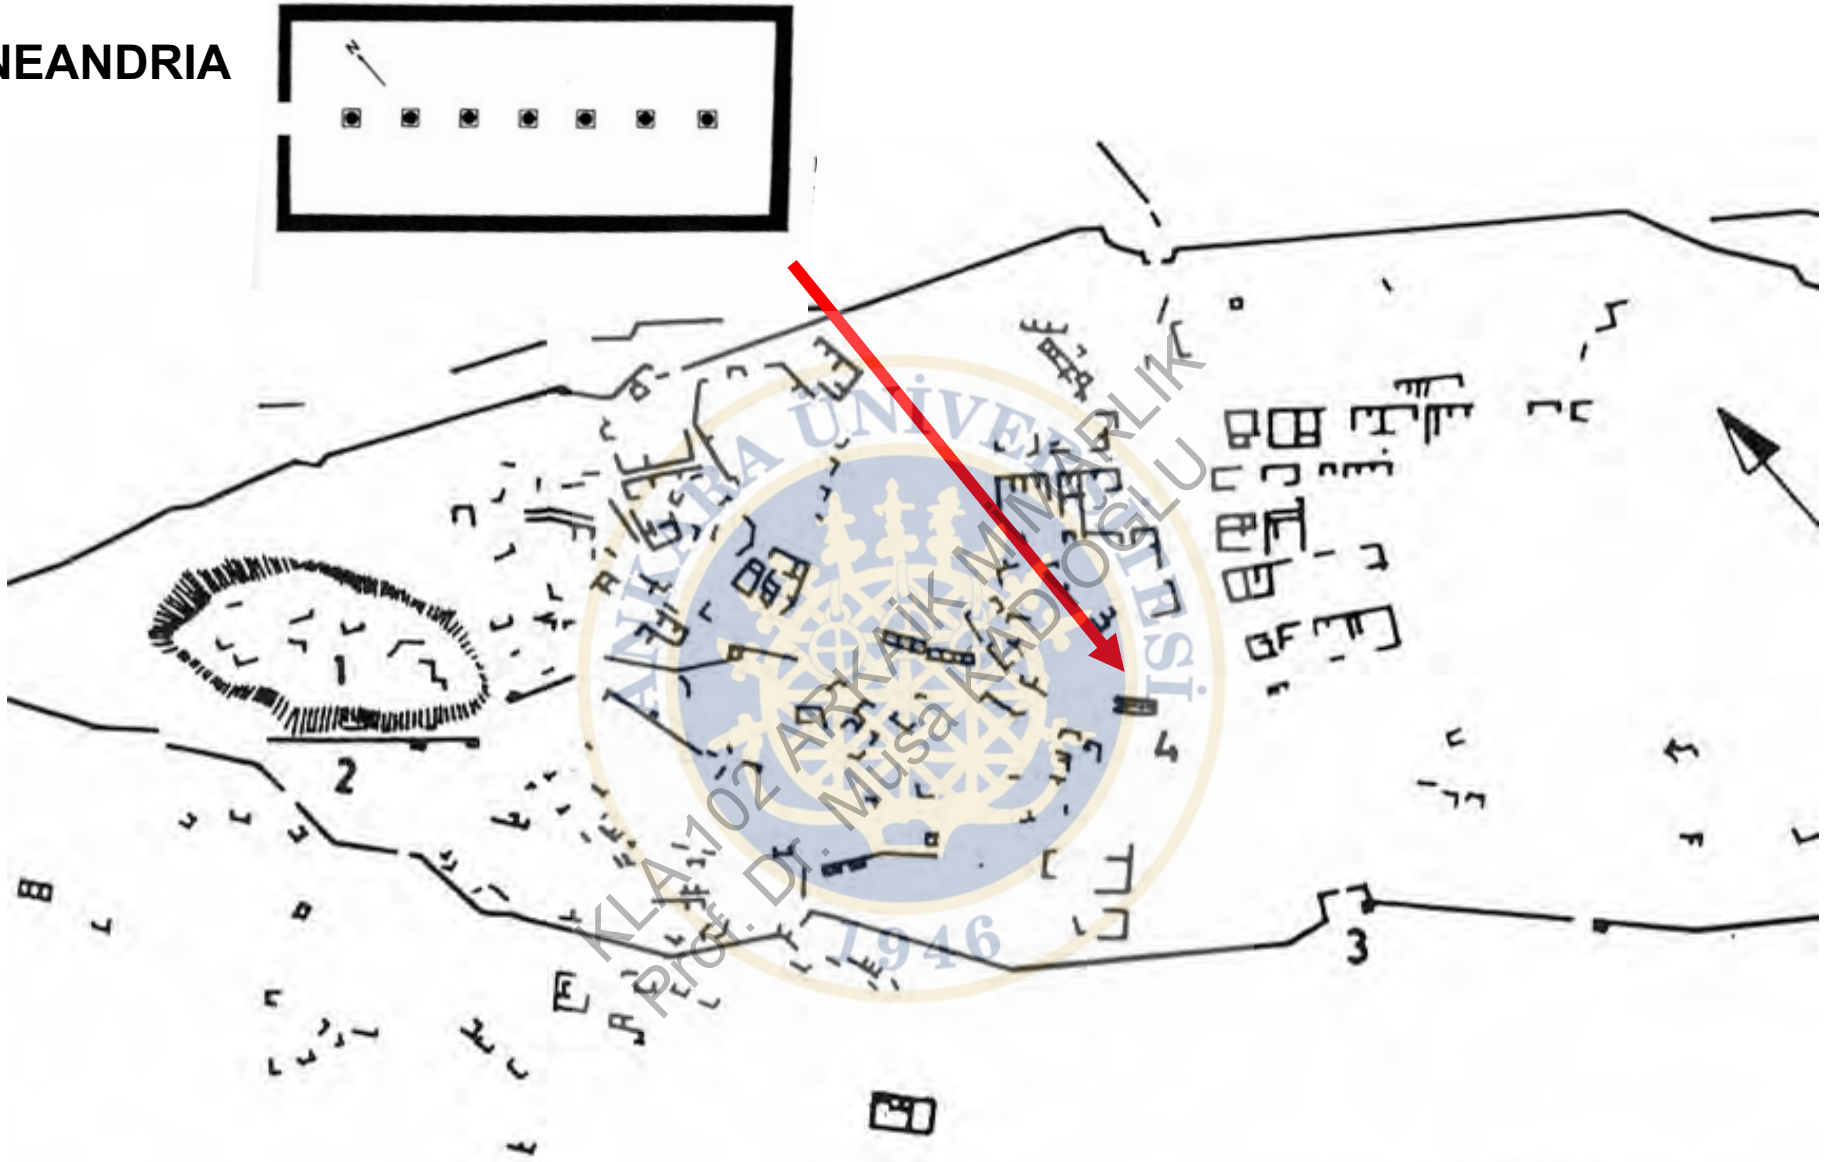 NEANDRIA
N
ANKARA ÜNİVERSİTESİ
1946
KLA102 ARKAİK MİMARLIK
Prof. Dr. Musa KADIOĞLU
1
2
3
4